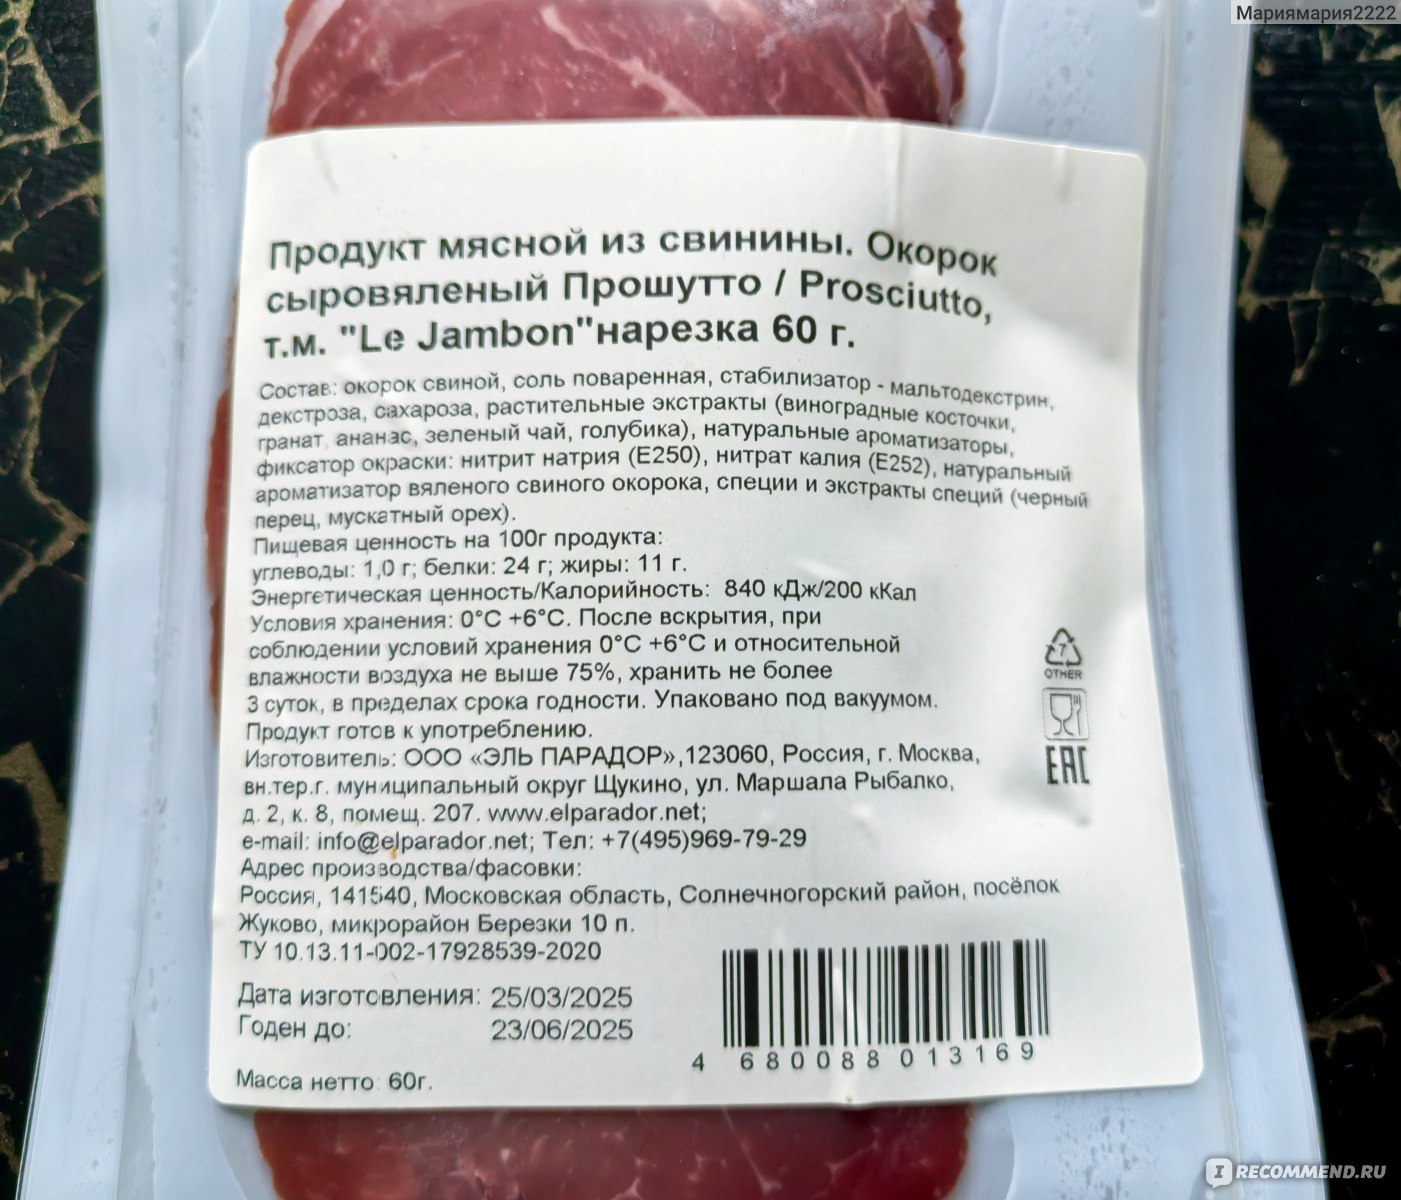 Мариямария2222
Продукт мясной из свинины. Окорок
сыровяленый Прошутто / Prosciutto,
т.м. "Le Jambon"нарезка 60 г.
Состав: окорок свиной, соль поваренная, стабилизатор - мальтодекстрин,
декстроза, сахароза, растительные экстракты (виноградные косточки,
гранат, ананас, зеленый чай, голубика), натуральные ароматизаторы,
фиксатор окраски: нитрит натрия (Е250), нитрат калия (Е252), натуральный
ароматизатор вяленого свиного окорока, специи и экстракты специй (черный
перец, мускатный орех).
Пищевая ценность на 100г продукта:
углеводы: 1,0 г; белки: 24 г; жиры: 11 г.
Энергетическая ценность/Калорийность: 840 кДж/200 кКал
Условия хранения: 0°С +6°С. После вскрытия, при
соблюдении условий хранения 0°С +6°С и относительной
влажности воздуха не выше 75%, хранить не более
3 суток, в пределах срока годности. Упаковано под вакуумом.
Продукт готов к употреблению.
Изготовитель: ООО «ЭЛЬ ПАРАДОР»,123060, Россия, г. Москва,
вн.тер.г. муниципальный округ Щукино, ул. Маршала Рыбалко,
д. 2, к. 8, помещ. 207. www.elparador.net;
e-mail: info@elparador.net; Тел: +7(495)969-79-29
Адрес производства/фасовки:
Россия, 141540, Московская область, Солнечногорский район, посёлок
Жуково, микрорайон Березки 10 п.
ТУ 10.13.11-002-17928539-2020
Дата изготовления: 25/03/2025
Годен до: 23/06/2025
Масса нетто: 60г.
7
OTHER
EAC
4 680088 013169
IRECOMMEND.RU